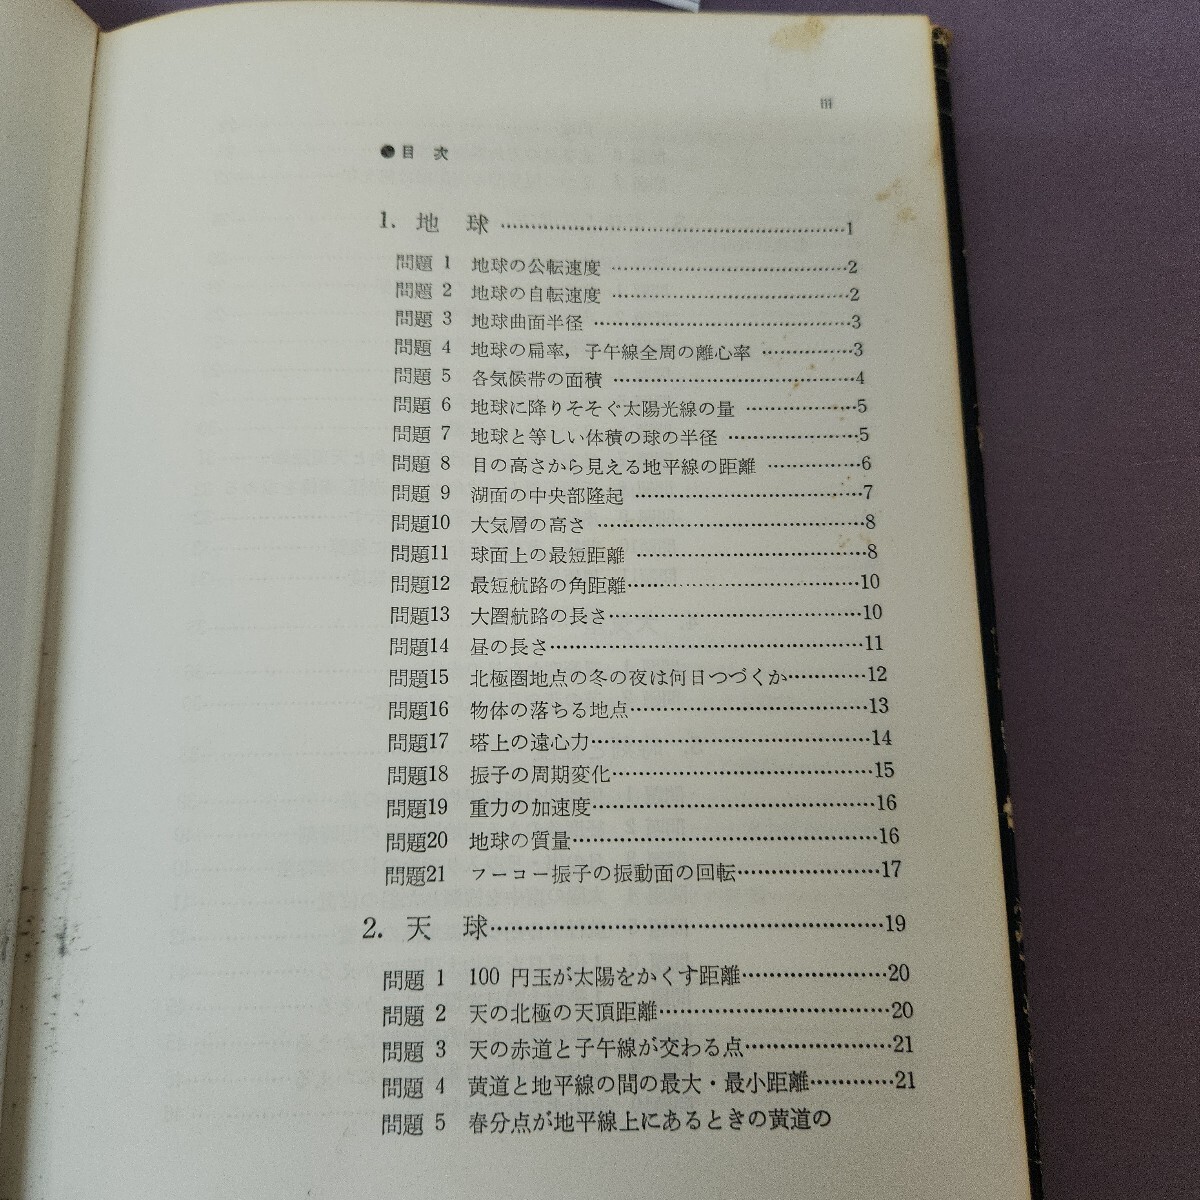 iii
●目 次
1. 地 球……………………………………1
問題 1 地球の公転速度……………………………2
問題 2 地球の自転速度……………………………2
問題 3 地球曲面半径………………………………3
問題 4 地球の扁率，子午線全周の離心率…………3
問題 5 各気候帯の面積……………………………4
問題 6 地球に降りそそぐ太陽光線の量……………5
問題 7 地球と等しい体積の球の半径………………5
問題 8 目の高さから見える地平線の距離…………6
問題 9 湖面の中央部隆起…………………………7
問題10 大気層の高さ………………………………8
問題11 球面上の最短距離…………………………8
問題12 最短航路の角距離…………………………10
問題13 大圏航路の長さ……………………………10
問題14 昼の長さ……………………………………11
問題15 北極圏地点の冬の夜は何日つづくか………12
問題16 物体の落ちる地点…………………………13
問題17 塔上の遠心力………………………………14
問題18 振子の周期変化……………………………15
問題19 重力の加速度………………………………16
問題20 地球の質量…………………………………16
問題21 フーコー振子の振動面の回転……………17
2. 天 球……………………………………19
問題 1 100円玉が太陽をかくす距離………………20
問題 2 天の北極の天頂距離………………………20
問題 3 天の赤道と子午線が交わる点……………21
問題 4 黄道と地平線の間の最大・最小距離………21
問題 5 春分点が地平線上にあるときの黄道の